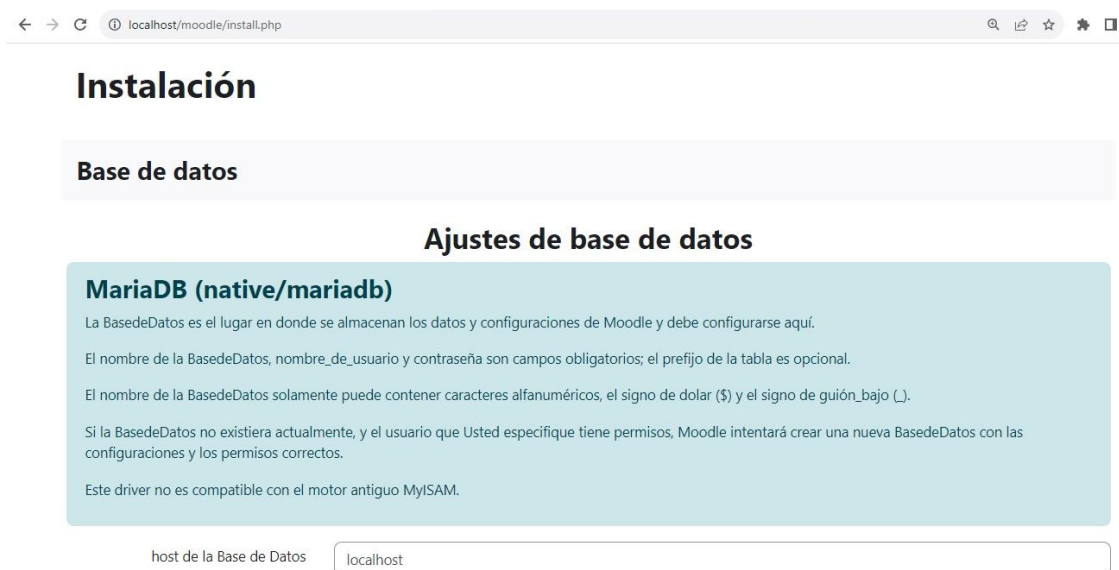 localhost/moodle/install.php
Instalación
Base de datos
Ajustes de base de datos
MariaDB (native/mariadb)
La BasedeDatos es el lugar en donde se almacenan los datos y configuraciones de Moodle y debe configurarse aquí.
El nombre de la BasedeDatos, nombre_de_usuario y contraseña son campos obligatorios; el prefijo de la tabla es opcional.
El nombre de la BasedeDatos solamente puede contener caracteres alfanuméricos, el signo de dolar ($) y el signo de guión_bajo (_).
Si la BasedeDatos no existiera actualmente, y el usuario que Usted especifique tiene permisos, Moodle intentará crear una nueva BasedeDatos con las
configuraciones y los permisos correctos.
Este driver no es compatible con el motor antiguo MyISAM.
host de la Base de Datos localhost